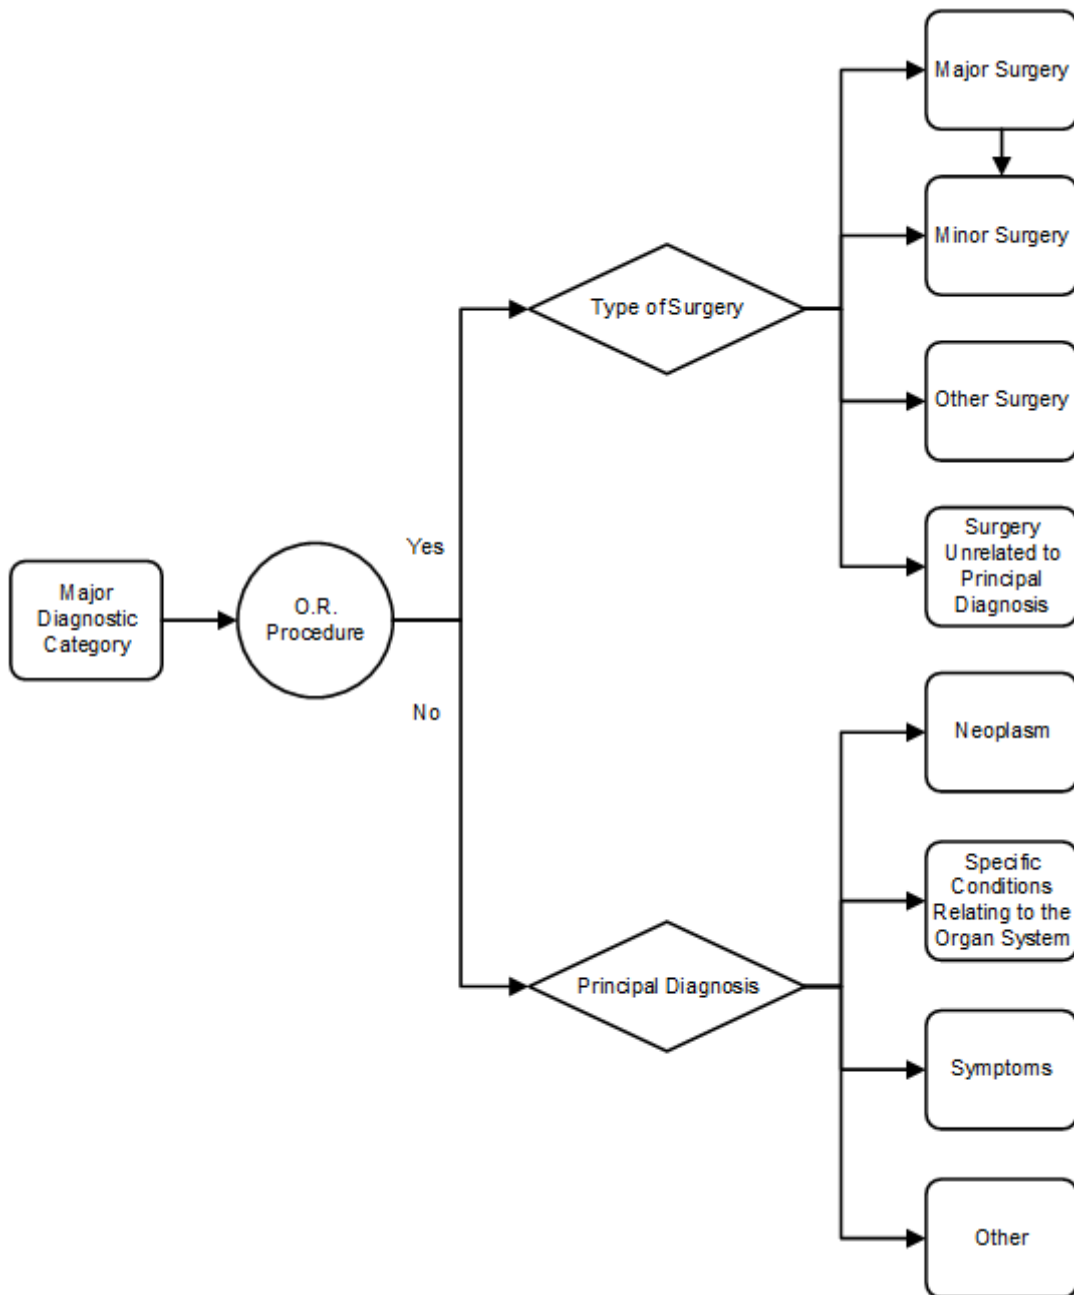 Major
Diagnostic
Category
O.R.
Procedure
Yes
No
Type of Surgery
Principal Diagnosis
Major Surgery
Minor Surgery
Other Surgery
Surgery
Unrelated to
Principal
Diagnosis
Neoplasm
Specific
Conditions
Relating to the
Organ System
Symptoms
Other